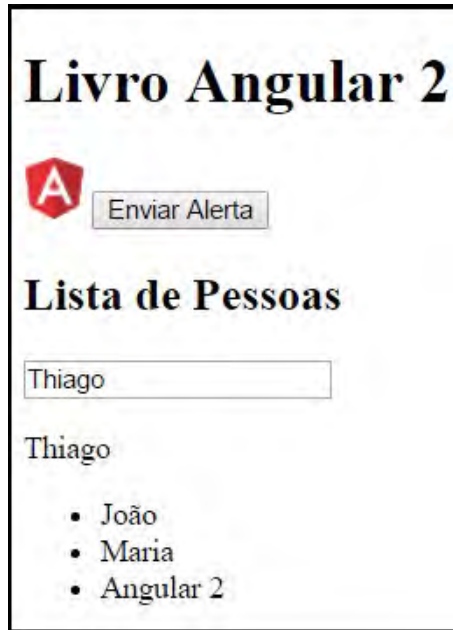 Livro Angular 2
A
Enviar Alerta
Lista de Pessoas
Thiago
Thiago
João
Maria
Angular 2